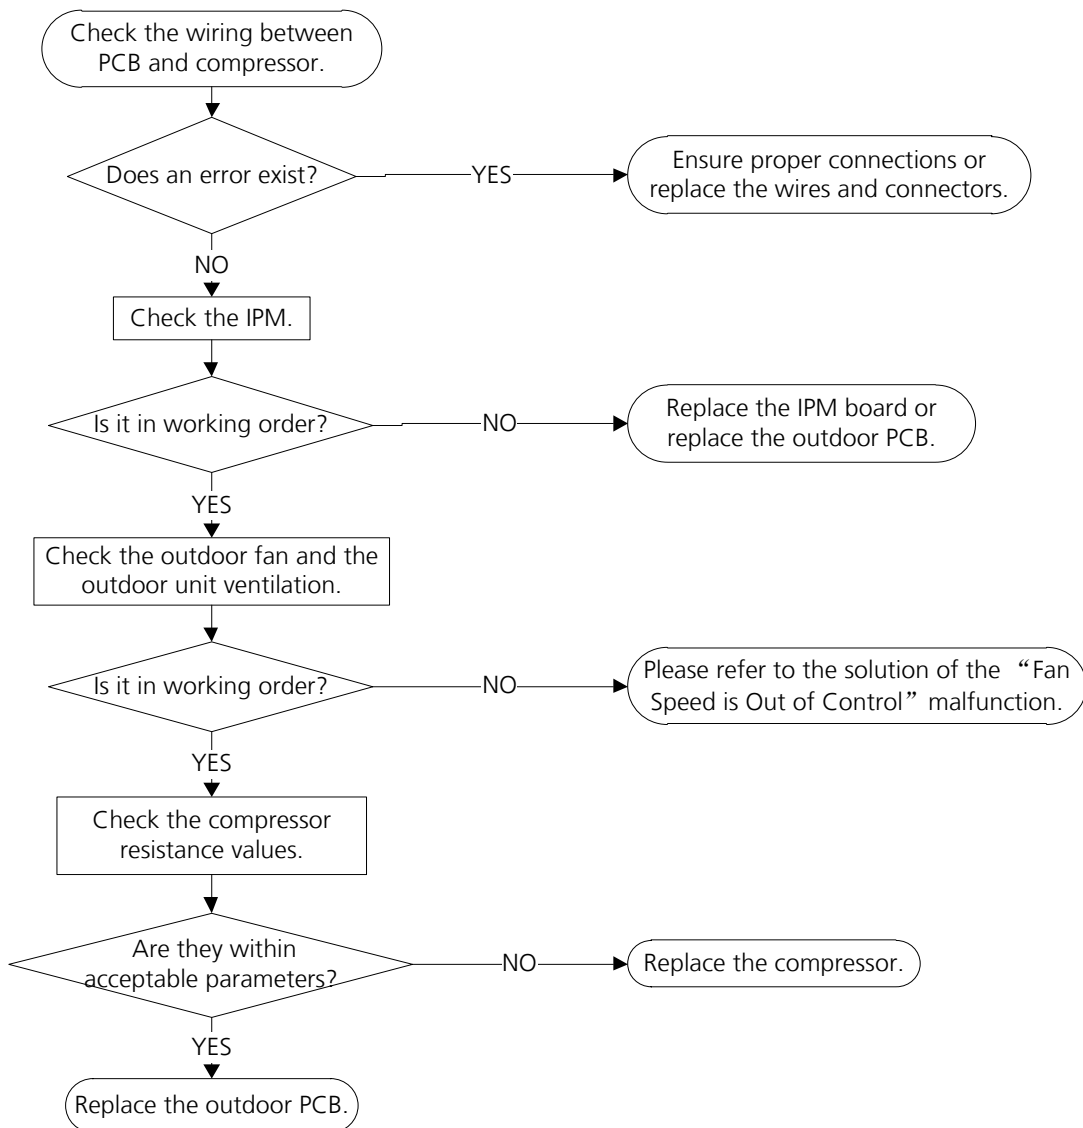 Check the wiring between
PCB and compressor.
Does an error exist?
YES
Ensure proper connections or
replace the wires and connectors.
NO
Check the IPM.
Is it in working order?
NO
Replace the IPM board or
replace the outdoor PCB.
YES
Check the outdoor fan and the
outdoor unit ventilation.
Is it in working order?
NO
Please refer to the solution of the “Fan
Speed is Out of Control” malfunction.
YES
Check the compressor
resistance values.
Are they within
acceptable parameters?
NO
Replace the compressor.
YES
Replace the outdoor PCB.